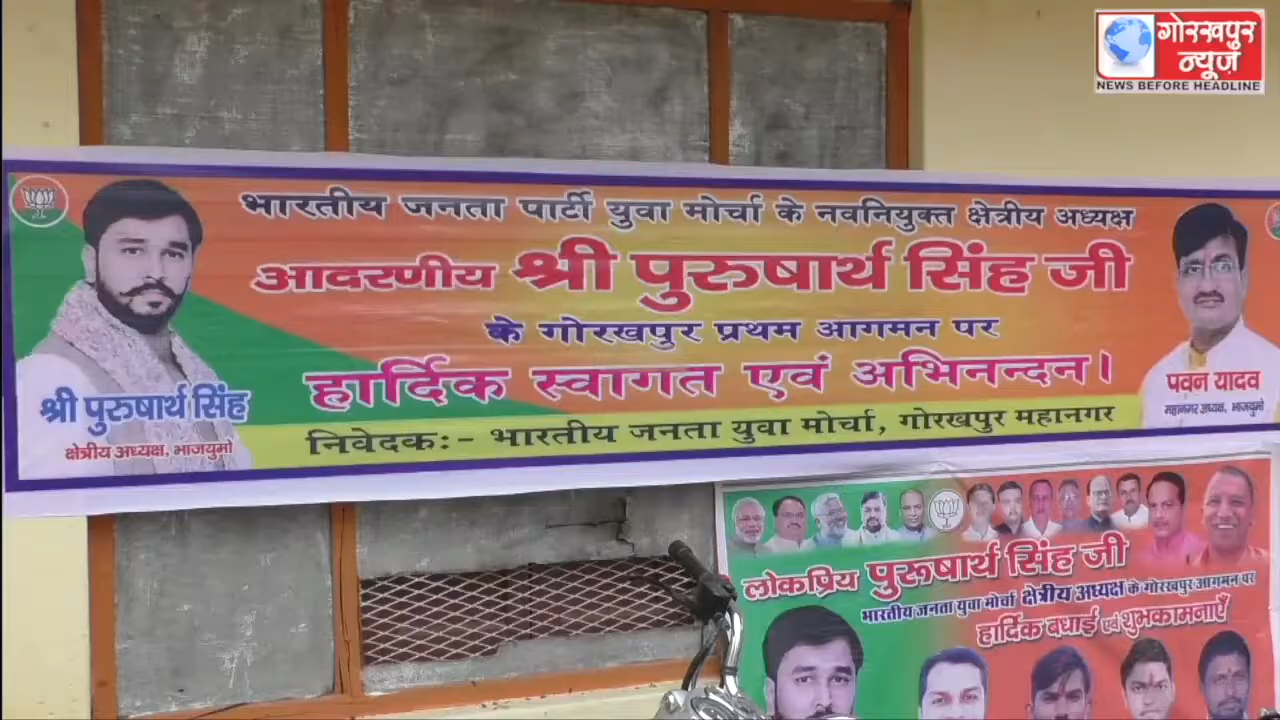 गोरखपुर
न्यूज़
NEWS BEFORE HEADLINE
भारतीय जनता पार्टी युवा मोर्चा के नवनियुक्त क्षेत्रीय अध्यक्ष
आदरणीय श्री पुरुषार्थ सिंह जी
के गोरखपुर प्रथम आगमन पर
हार्दिक स्वागत एवं अभिनन्दन।
निवेदक:- भारतीय जनता युवा मोर्चा, गोरखपुर महानगर
श्री पुरुषार्थ सिंह
क्षेत्रीय अध्यक्ष, भाजयुमो
पवन यादव
महानगर अध्यक्ष, भाजयुमो
लोकप्रिय पुरूषार्थ सिंह जी
भारतीय जनता युवा मोर्चा क्षेत्रीय अध्यक्ष के गोरखपुर आगमन पर
हार्दिक बधाई एवं शुभकामनाएँ